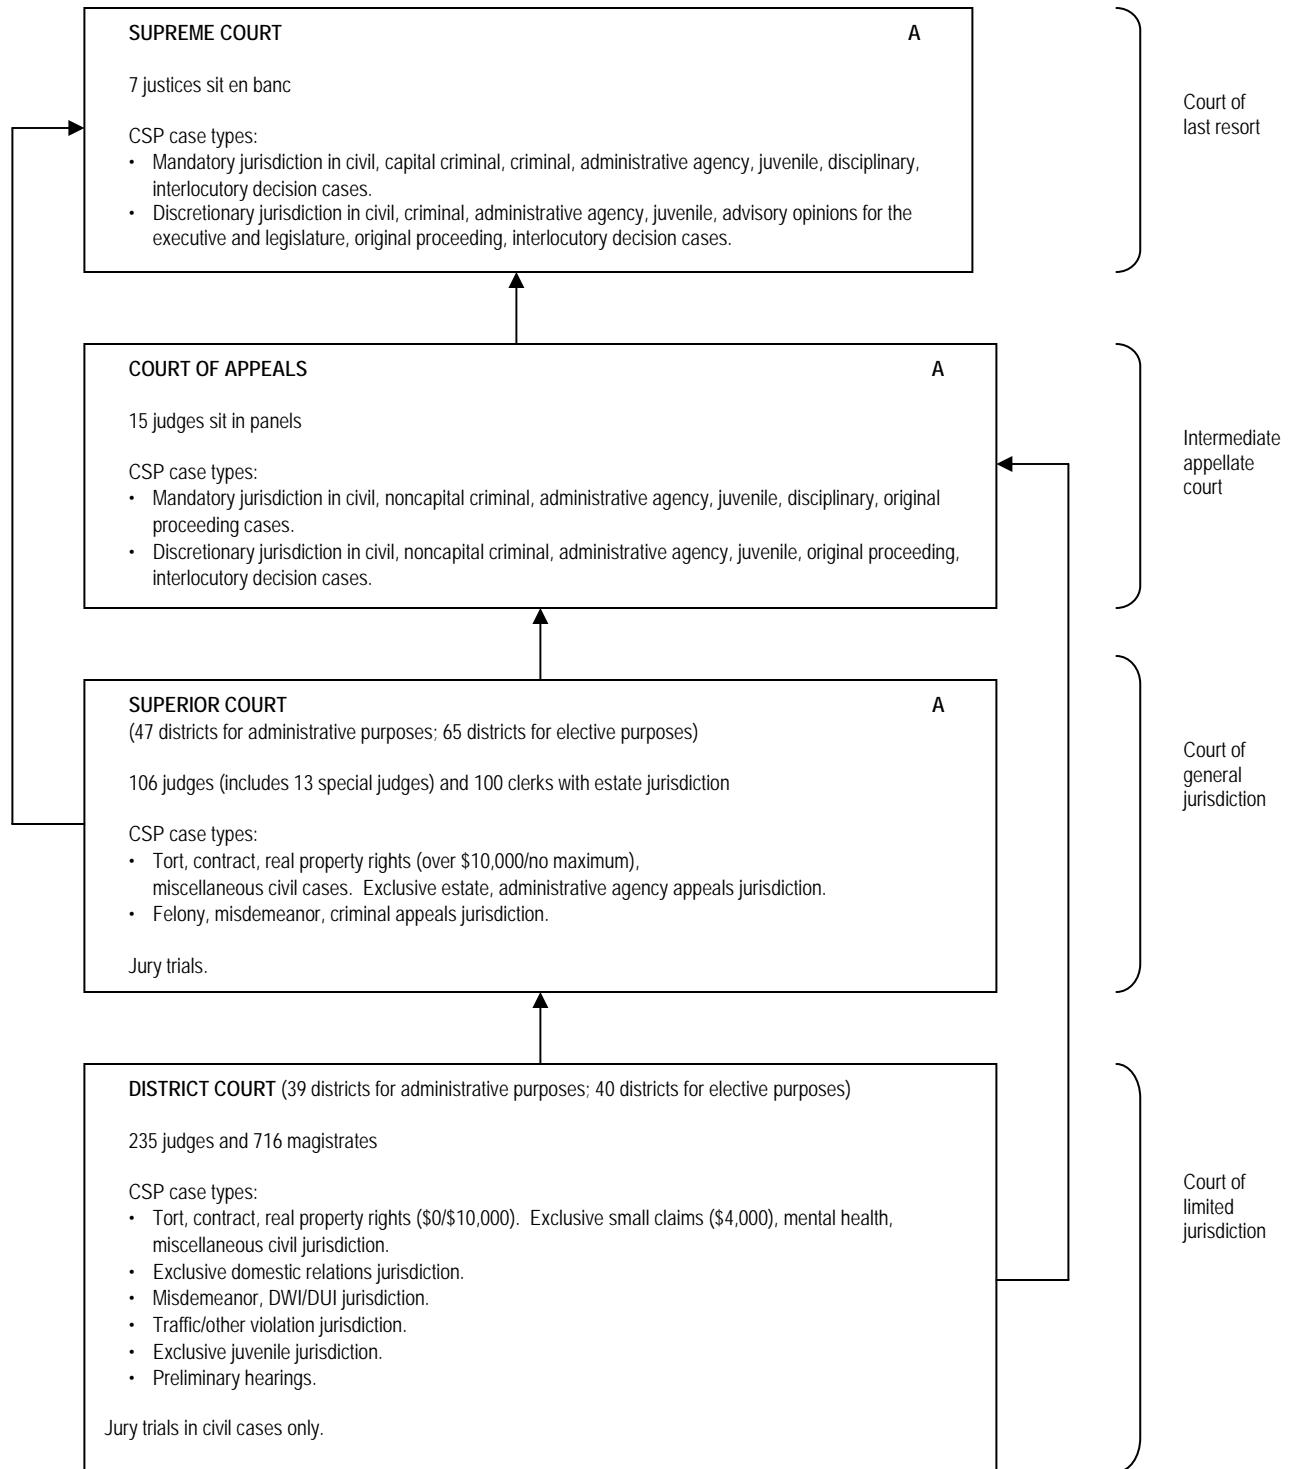 SUPREME COURT A
7 justices sit en banc
CSP case types:
• Mandatory jurisdiction in civil, capital criminal, criminal, administrative agency, juvenile, disciplinary,
interlocutory decision cases.
• Discretionary jurisdiction in civil, criminal, administrative agency, juvenile, advisory opinions for the
executive and legislature, original proceeding, interlocutory decision cases.
Court of
last resort
COURT OF APPEALS A
15 judges sit in panels
CSP case types:
• Mandatory jurisdiction in civil, noncapital criminal, administrative agency, juvenile, disciplinary, original
proceeding cases.
• Discretionary jurisdiction in civil, noncapital criminal, administrative agency, juvenile, original proceeding,
interlocutory decision cases.
Intermediate
appellate
court
SUPERIOR COURT A
(47 districts for administrative purposes; 65 districts for elective purposes)
106 judges (includes 13 special judges) and 100 clerks with estate jurisdiction
CSP case types:
• Tort, contract, real property rights (over $10,000/no maximum),
miscellaneous civil cases. Exclusive estate, administrative agency appeals jurisdiction.
• Felony, misdemeanor, criminal appeals jurisdiction.
Jury trials.
Court of
general
jurisdiction
DISTRICT COURT (39 districts for administrative purposes; 40 districts for elective purposes)
235 judges and 716 magistrates
CSP case types:
• Tort, contract, real property rights ($0/$10,000). Exclusive small claims ($4,000), mental health,
miscellaneous civil jurisdiction.
• Exclusive domestic relations jurisdiction.
• Misdemeanor, DWI/DUI jurisdiction.
• Traffic/other violation jurisdiction.
• Exclusive juvenile jurisdiction.
• Preliminary hearings.
Jury trials in civil cases only.
Court of
limited
jurisdiction